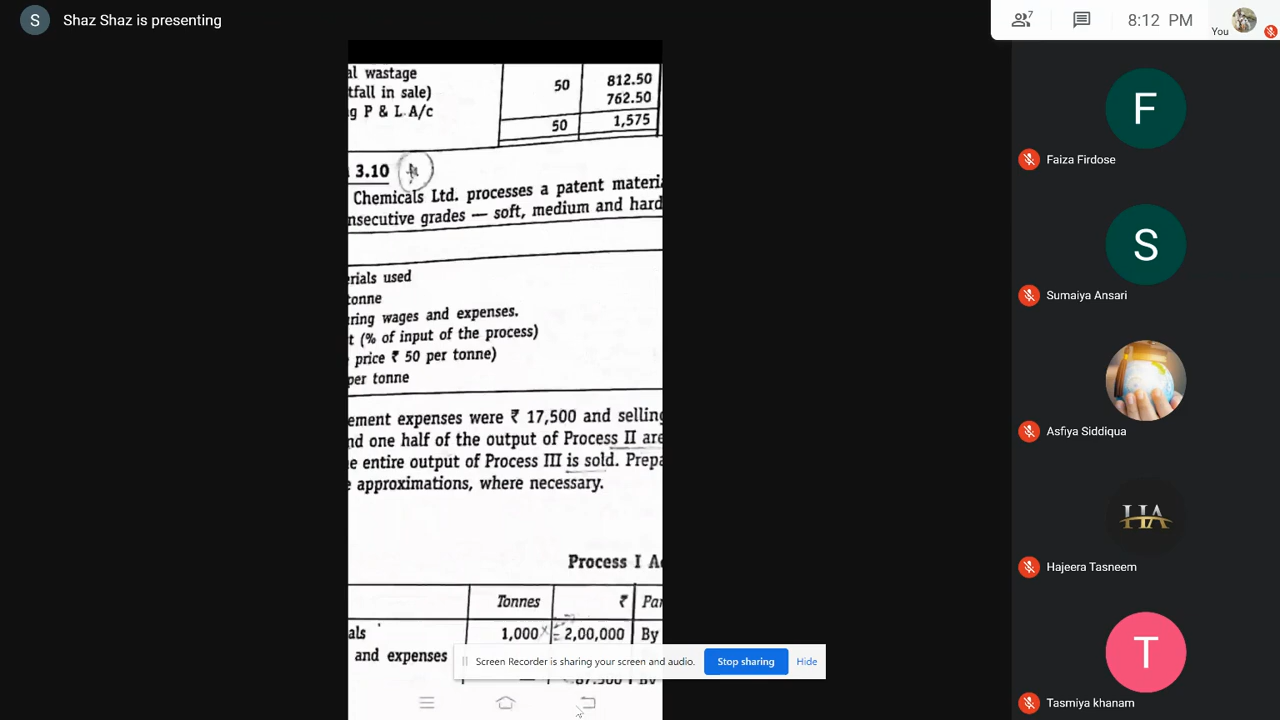 S Shaz Shaz is presenting
7
8:12 PM
You
al wastage
tfall in sale)
g P & L A/c
50
812.50
762.50
50
1,575
3.10
Chemicals Ltd. processes a patent materia
nsecutive grades — soft, medium and hard
erials used
tonne
ring wages and expenses.
t (% of input of the process)
price ₹ 50 per tonne)
per tonne
ement expenses were ₹ 17,500 and selling
nd one half of the output of Process II are
e entire output of Process III is sold. Prepa
approximations, where necessary.
Process I A
Tonnes ₹ Par
als 1,000 2,00,000 By
and expenses
Screen Recorder is sharing your screen and audio. Stop sharing Hide
F
Faiza Firdose
S
Sumaiya Ansari
Asfiya Siddiqua
HA
Hajeera Tasneem
T
Tasmiya khanam